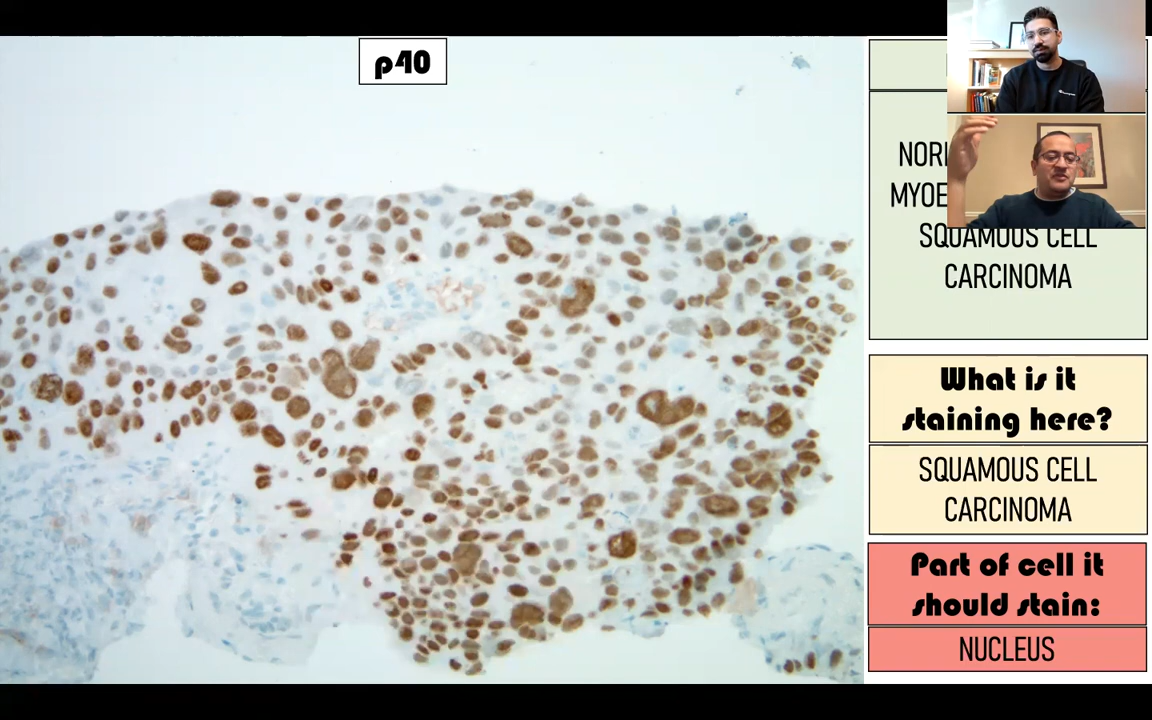 p40
SQUAMOUS CELL
CARCINOMA
What is it
staining here?
SQUAMOUS CELL
CARCINOMA
Part of cell it
should stain:
NUCLEUS